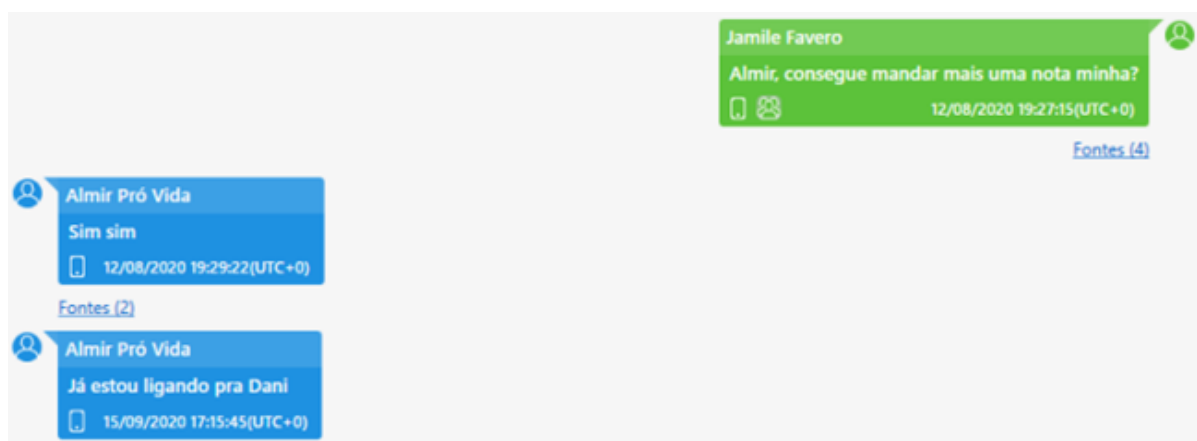 Jamile Favero
Almir, consegue mandar mais uma nota minha?
12/08/2020 19:27:15(UTC+0)
Fontes (4)
Almir Pró Vida
Sim sim
12/08/2020 19:29:22(UTC+0)
Fontes (2)
Almir Pró Vida
Já estou ligando pra Dani
15/09/2020 17:15:45(UTC+0)